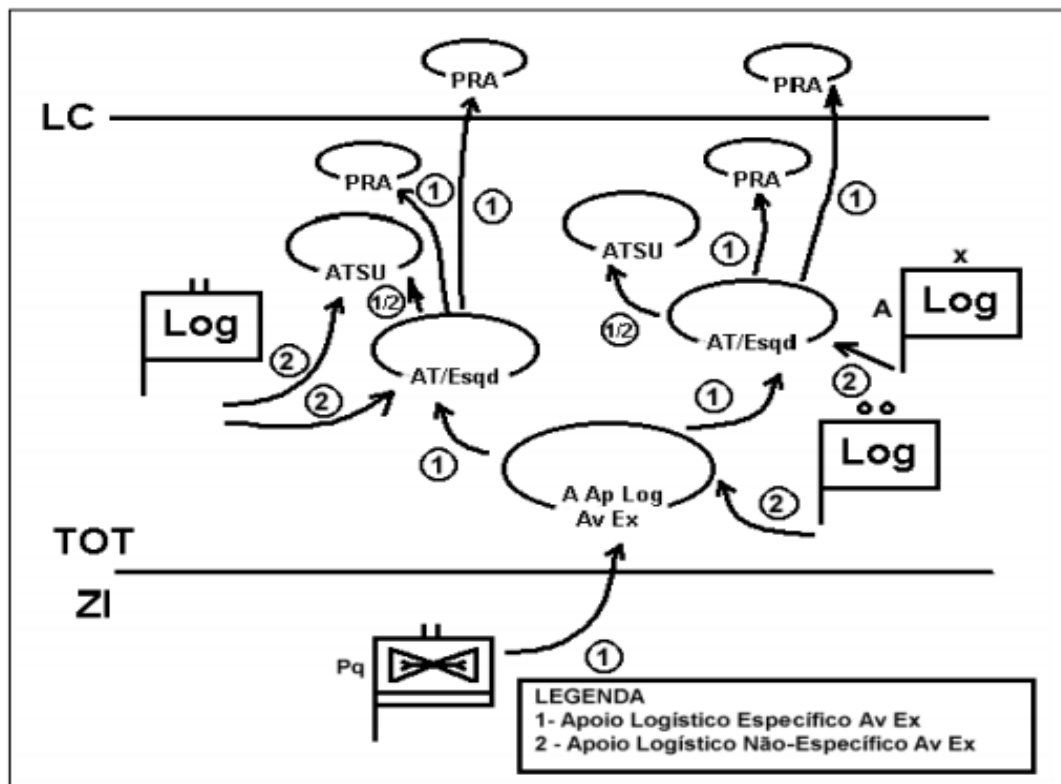 PRA
PRA
LC
PRA
1
1
PRA
1
1
ATSU
ATSU
x
Log
A
Log
1/2
1/2
2
AT/Esqd
AT/Esqd
2
2
1
1
Log
A Ap Log
Av Ex
2
TOT
ZI
Pq
1
LEGENDA
1- Apoio Logístico Específico Av Ex
2 - Apoio Logístico Não-Específico Av Ex